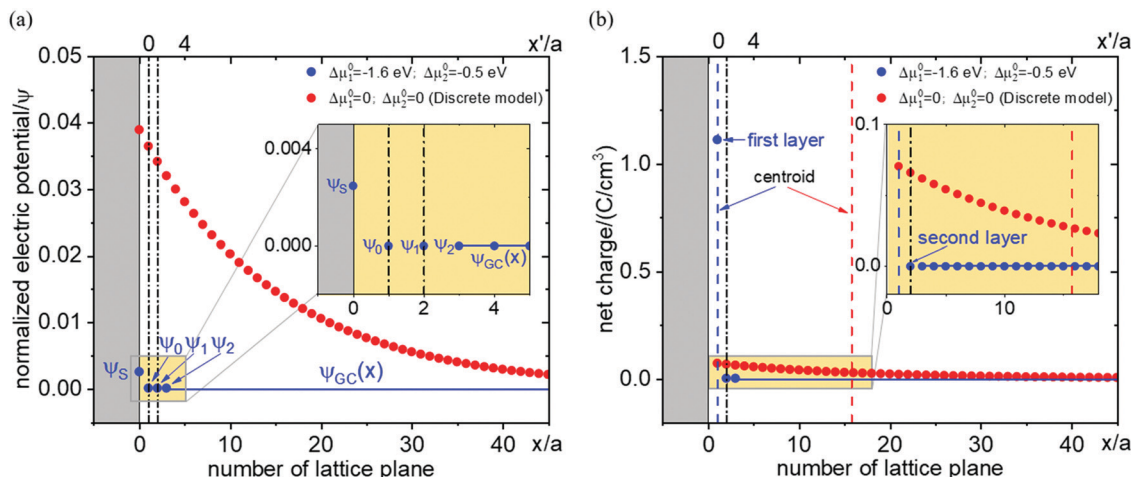 (a)
0 4 x'/a
0.05
0.04
0.03
0.02
0.01
0.00
normalized electric potential/ψ
Δμ₁⁰=-1.6 eV; Δμ₂⁰=-0.5 eV
Δμ₁⁰=0; Δμ₂⁰=0 (Discrete model)
0.004
0.000
ψS
ψ0 ψ1 ψ2
ψGC(x)
0 2 4
ψS
ψ0 ψ1 ψ2
ψGC(x)
0 10 20 30 40 x/a
number of lattice plane
(b)
0 4 x'/a
1.5
1.0
0.5
0.0
net charge/(C/cm³)
Δμ₁⁰=-1.6 eV; Δμ₂⁰=-0.5 eV
Δμ₁⁰=0; Δμ₂⁰=0 (Discrete model)
first layer
centroid
0.1
0.0
second layer
10
0 10 20 30 40 x/a
number of lattice plane